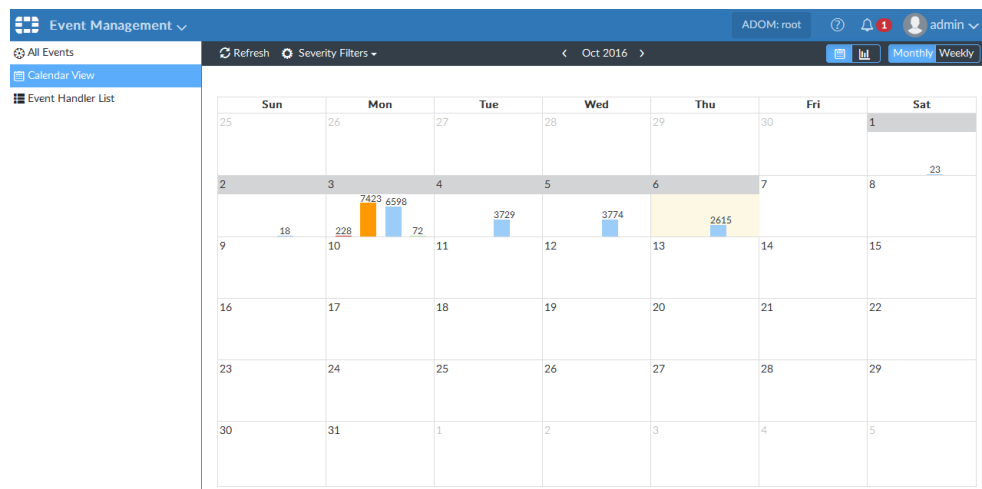 Event Management ADOM: root ? 1 admin
All Events
Calendar View
Event Handler List
Refresh Severity Filters Oct 2016 Monthly Weekly
Sun Mon Tue Wed Thu Fri Sat
25 26 27 28 29 30 1
23
2 3 4 5 6 7 8
18 228 7423 6598 72 3729 3774 2615
9 10 11 12 13 14 15
16 17 18 19 20 21 22
23 24 25 26 27 28 29
30 31 1 2 3 4 5